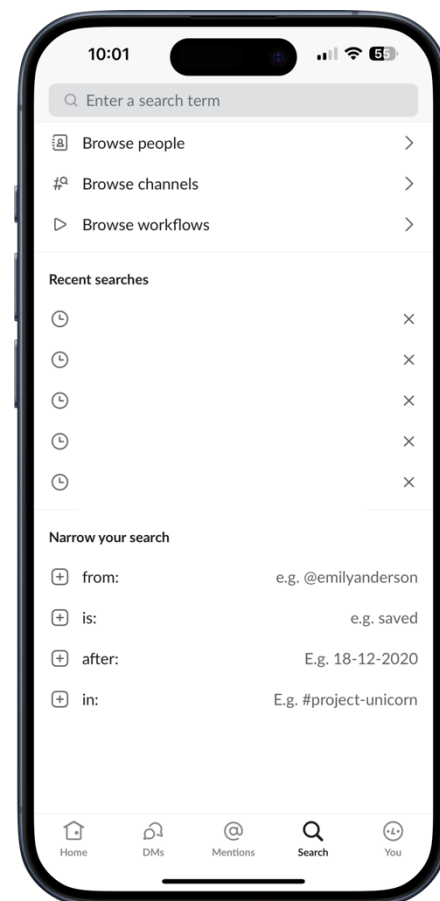 10:01
55
Enter a search term
Browse people
Browse channels
Browse workflows
Recent searches
Narrow your search
from: e.g. @emilyanderson
is: e.g. saved
after: E.g. 18-12-2020
in: E.g. #project-unicorn
Home DMs Mentions Search You